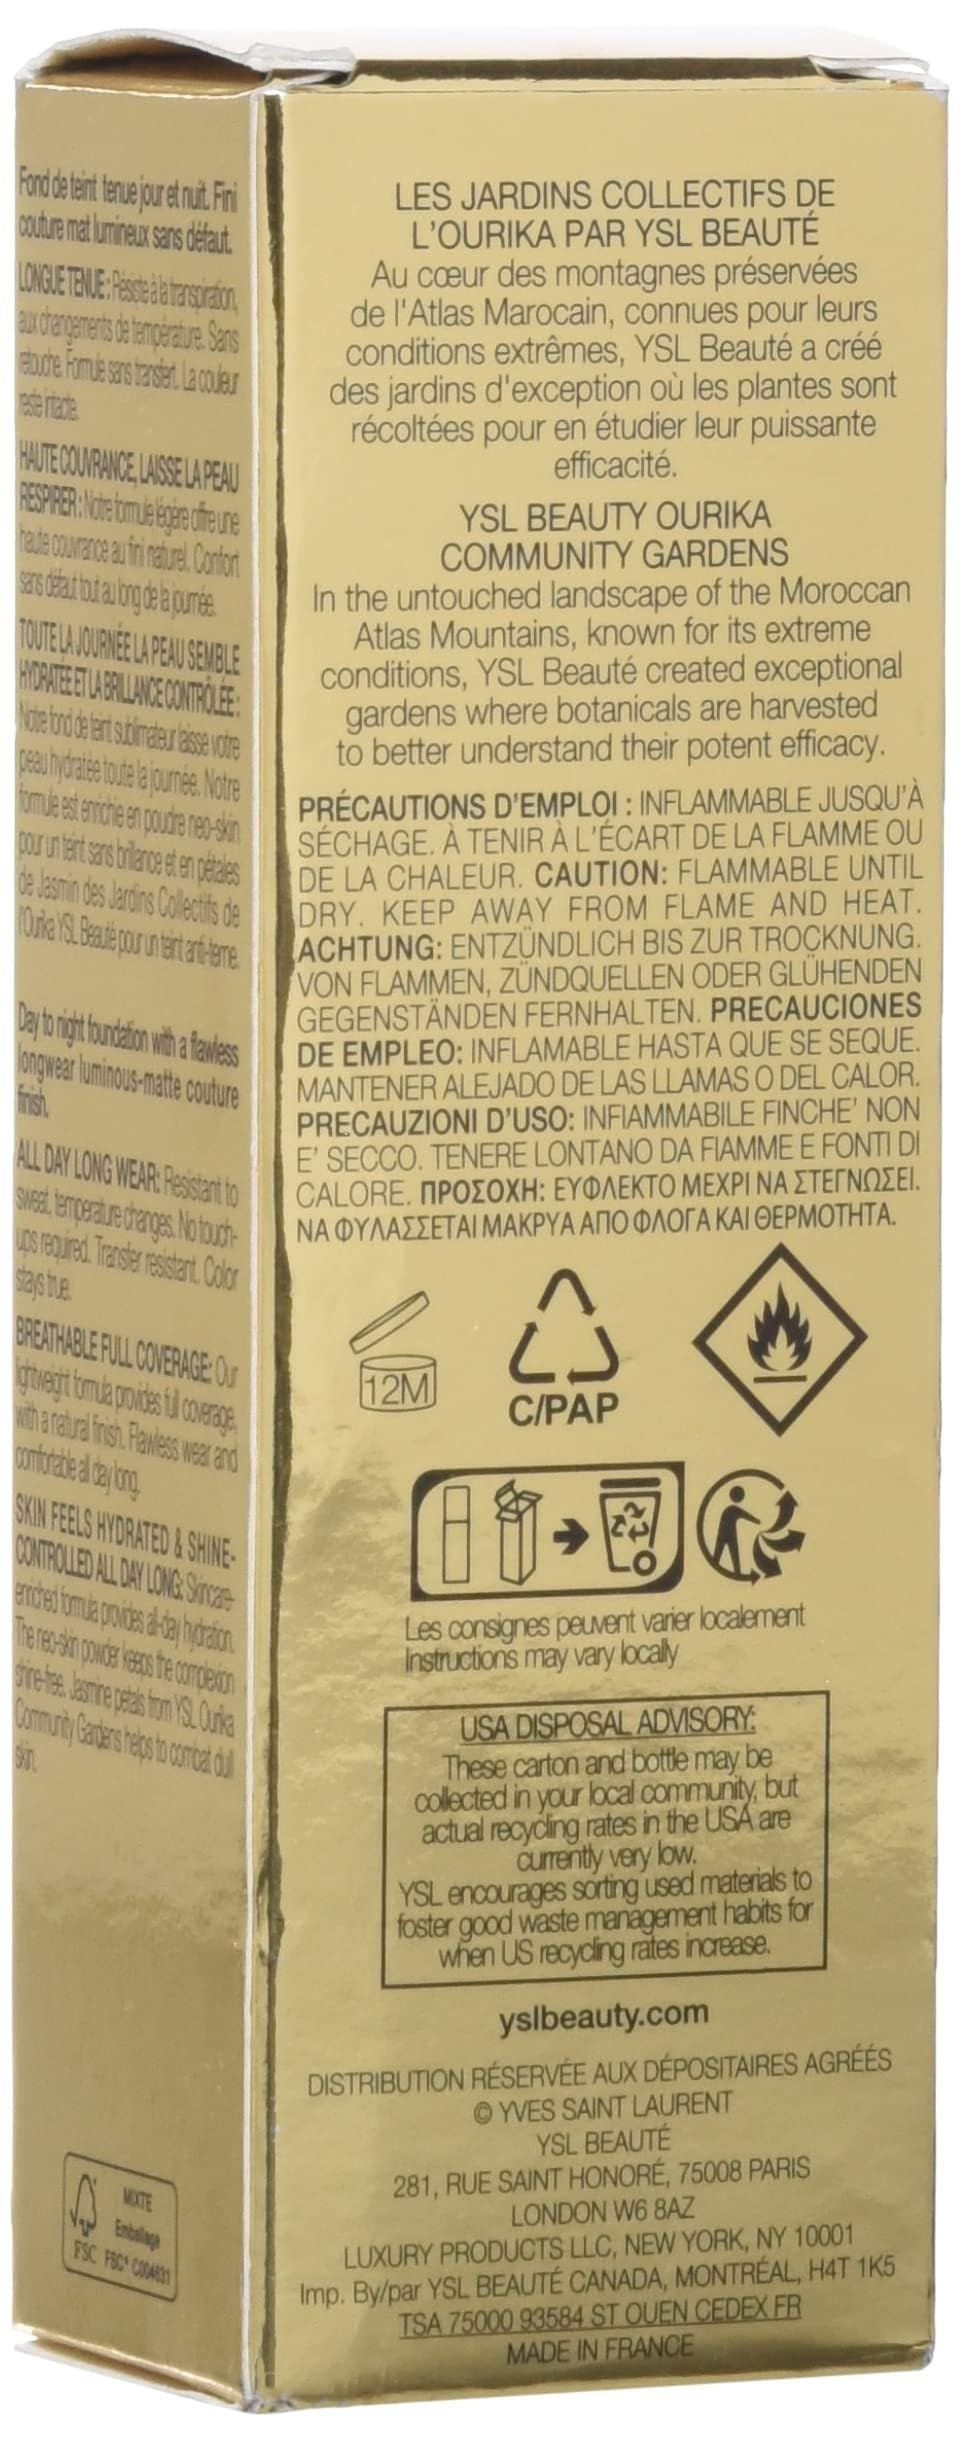 Fond de teint tenue jour et nuit. Fini
couture mat lumineux sans défaut.
LONGUE TENUE : Résiste à la transpiration,
aux changements de température. Sans
retouche. Formule sans transfert. La couleur
reste intacte.
HAUTE COUVRANCE, LAISSE LA PEAU
RESPIRER : Notre formule légère offre une
haute couvrance au fini naturel. Confort
sans défaut tout au long de la journée.
TOUTE LA JOURNÉE LA PEAU SEMBLE
HYDRATÉE ET LA BRILLANCE CONTRÔLÉE :
Notre fond de teint sublimateur laisse votre
peau hydratée toute la journée. Notre
formule est enrichie en poudre neo-skin
pour un teint sans brillance et en pétales
de Jasmin des Jardins Collectifs de
l'Ourika YSL Beauté pour un teint anti-terne.
Day to night foundation with a flawless
longwear luminous-matte couture
finish.
ALL DAY LONG WEAR: Resistant to
sweat, temperature changes. No touch-
ups required. Transfer resistant. Color
stays true.
BREATHABLE FULL COVERAGE: Our
lightweight formula provides full coverage,
with a natural finish. Flawless wear and
comfortable all day long.
SKIN FEELS HYDRATED & SHINE-
CONTROLLED ALL DAY LONG: Skincare-
enriched formula provides all-day hydration.
The neo-skin powder keeps the complexion
shine-free. Jasmine petals from YSL Ourika
Community Gardens helps to combat dull
skin.
MIXTE
Emballage
FSC FSC® C004631
LES JARDINS COLLECTIFS DE
L'OURIKA PAR YSL BEAUTÉ
Au cœur des montagnes préservées
de l'Atlas Marocain, connues pour leurs
conditions extrêmes, YSL Beauté a créé
des jardins d'exception où les plantes sont
récoltées pour en étudier leur puissante
efficacité.
YSL BEAUTY OURIKA
COMMUNITY GARDENS
In the untouched landscape of the Moroccan
Atlas Mountains, known for its extreme
conditions, YSL Beauté created exceptional
gardens where botanicals are harvested
to better understand their potent efficacy.
PRÉCAUTIONS D'EMPLOI : INFLAMMABLE JUSQU'À
SÉCHAGE. À TENIR À L'ÉCART DE LA FLAMME OU
DE LA CHALEUR. CAUTION: FLAMMABLE UNTIL
DRY. KEEP AWAY FROM FLAME AND HEAT.
ACHTUNG: ENTZÜNDLICH BIS ZUR TROCKNUNG.
VON FLAMMEN, ZÜNDQUELLEN ODER GLÜHENDEN
GEGENSTÄNDEN FERNHALTEN. PRECAUCIONES
DE EMPLEO: INFLAMABLE HASTA QUE SE SEQUE.
MANTENER ALEJADO DE LAS LLAMAS O DEL CALOR.
PRECAUZIONI D'USO: INFIAMMABILE FINCHE' NON
E' SECCO. TENERE LONTANO DA FIAMME E FONTI DI
CALORE. ΠΡΟΣΟΧΗ: ΕΥΦΛΕΚΤΟ ΜΕΧΡΙ ΝΑ ΣΤΕΓΝΩΣΕΙ.
ΝΑ ΦΥΛΑΣΣΕΤΑΙ ΜΑΚΡΥΑ ΑΠΟ ΦΛΟΓΑ ΚΑΙ ΘΕΡΜΟΤΗΤΑ.
12M
C/PAP
Les consignes peuvent varier localement
Instructions may vary locally
USA DISPOSAL ADVISORY:
These carton and bottle may be
collected in your local community, but
actual recycling rates in the USA are
currently very low.
YSL encourages sorting used materials to
foster good waste management habits for
when US recycling rates increase.
yslbeauty.com
DISTRIBUTION RÉSERVÉE AUX DÉPOSITAIRES AGRÉÉS
© YVES SAINT LAURENT
YSL BEAUTÉ
281, RUE SAINT HONORÉ, 75008 PARIS
LONDON W6 8AZ
LUXURY PRODUCTS LLC, NEW YORK, NY 10001
Imp. By/par YSL BEAUTÉ CANADA, MONTRÉAL, H4T 1K5
TSA 75000 93584 ST OUEN CEDEX FR
MADE IN FRANCE